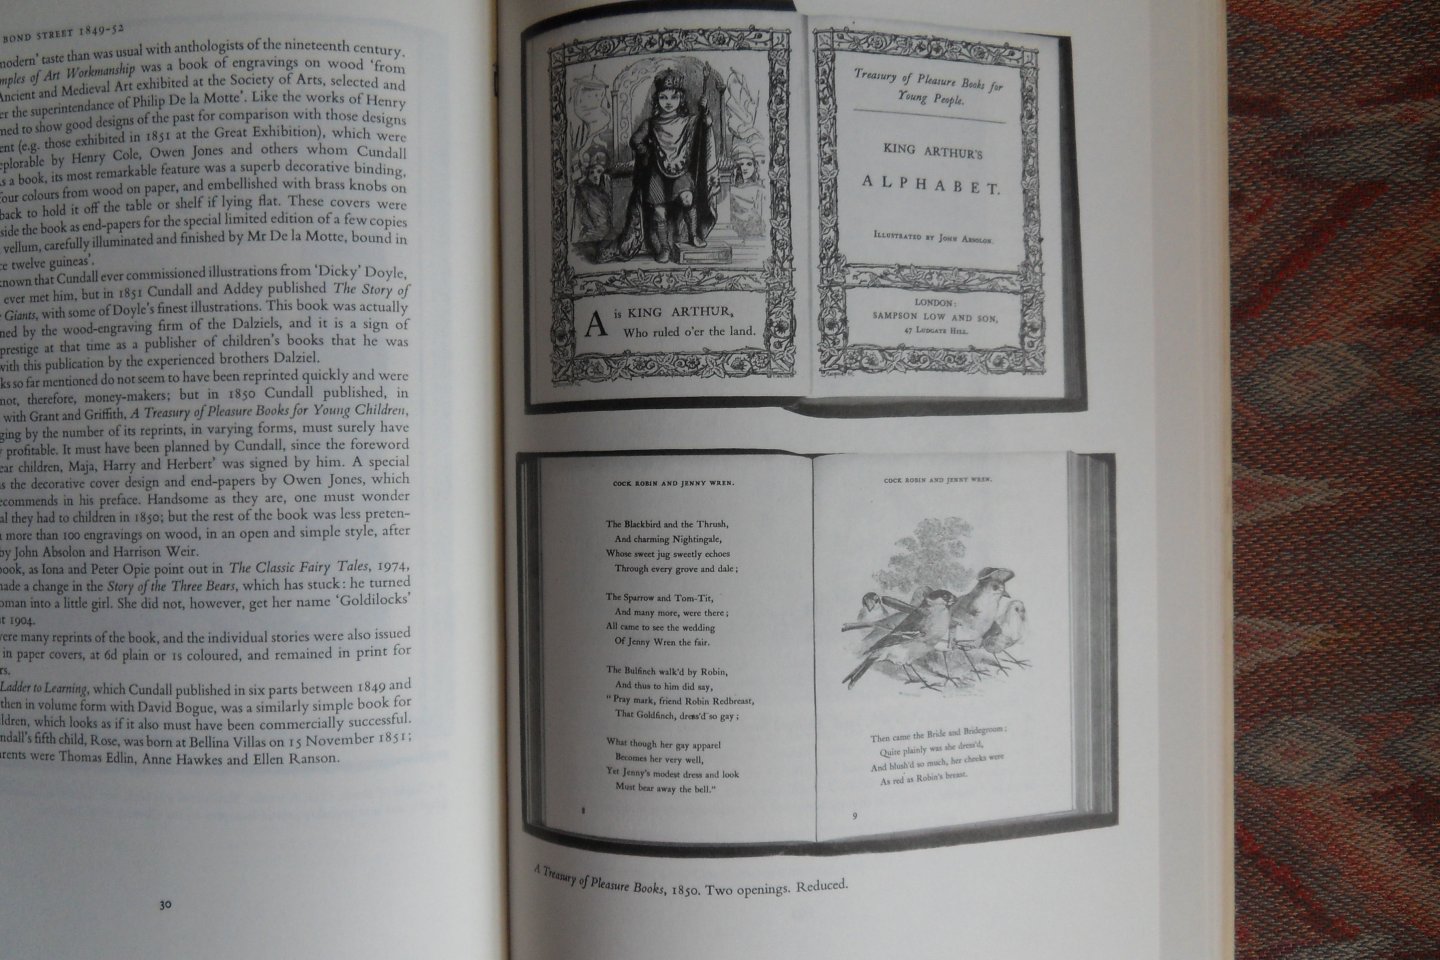 BOND STREET 1849-52
modern' taste than was usual with anthologists of the nineteenth century.
mples of Art Workmanship was a book of engravings on wood 'from
Ancient and Medieval Art exhibited at the Society of Arts, selected and
er the superintendance of Philip De la Motte'. Like the works of Henry
ned to show good designs of the past for comparison with those designs
ent (e.g. those exhibited in 1851 at the Great Exhibition), which were
eplorable by Henry Cole, Owen Jones and others whom Cundall
s a book, its most remarkable feature was a superb decorative binding,
four colours from wood on paper, and embellished with brass knobs on
back to hold it off the table or shelf if lying flat. These covers were
side the book as end-papers for the special limited edition of a few copies
vellum, carefully illuminated and finished by Mr De la Motte, bound in
e twelve guineas'.
known that Cundall ever commissioned illustrations from 'Dicky' Doyle,
ever met him, but in 1851 Cundall and Addey published The Story of
Giants, with some of Doyle's finest illustrations. This book was actually
ned by the wood-engraving firm of the Dalziels, and it is a sign of
prestige at that time as a publisher of children's books that he was
with this publication by the experienced brothers Dalziel.
ks so far mentioned do not seem to have been reprinted quickly and were
not, therefore, money-makers; but in 1850 Cundall published, in
with Grant and Griffith, A Treasury of Pleasure Books for Young Children,
ging by the number of its reprints, in varying forms, must surely have
profitable. It must have been planned by Cundall, since the foreword
ear children, Maja, Harry and Herbert' was signed by him. A special
s the decorative cover design and end-papers by Owen Jones, which
ecommends in his preface. Handsome as they are, one must wonder
al they had to children in 1850; but the rest of the book was less preten-
more than 100 engravings on wood, in an open and simple style, after
by John Absolon and Harrison Weir.
ook, as Iona and Peter Opie point out in The Classic Fairy Tales, 1974,
made a change in the Story of the Three Bears, which has stuck: he turned
oman into a little girl. She did not, however, get her name 'Goldilocks'
t 1904.
ere many reprints of the book, and the individual stories were also issued
in paper covers, at 6d plain or 1s coloured, and remained in print for
rs.
Ladder to Learning, which Cundall published in six parts between 1849 and
then in volume form with David Bogue, was a similarly simple book for
ldren, which looks as if it also must have been commercially successful.
ndall's fifth child, Rose, was born at Bellina Villas on 15 November 1851;
arents were Thomas Edlin, Anne Hawkes and Ellen Ranson.
30
A is KING ARTHUR,
Who ruled o'er the land.
Treasury of Pleasure Books for
Young People.
KING ARTHUR'S
ALPHABET.
ILLUSTRATED BY JOHN ABSOLON.
LONDON:
SAMPSON LOW AND SON,
47 LUDGATE HILL.
COCK ROBIN AND JENNY WREN.
The Blackbird and the Thrush,
And charming Nightingale,
Whose sweet jug sweetly echoes
Through every grove and dale;
The Sparrow and Tom-Tit,
And many more, were there;
All came to see the wedding
Of Jenny Wren the fair.
The Bulfinch walk'd by Robin,
And thus to him did say,
"Pray mark, friend Robin Redbreast,
That Goldfinch, dress'd so gay;
What though her gay apparel
Becomes her very well,
Yet Jenny's modest dress and look
Must bear away the bell."
8
COCK ROBIN AND JENNY WREN.
Then came the Bride and Bridegroom;
Quite plainly was she dress'd,
And blush'd so much, her cheeks were
As red as Robin's breast.
9
A Treasury of Pleasure Books, 1850. Two openings. Reduced.